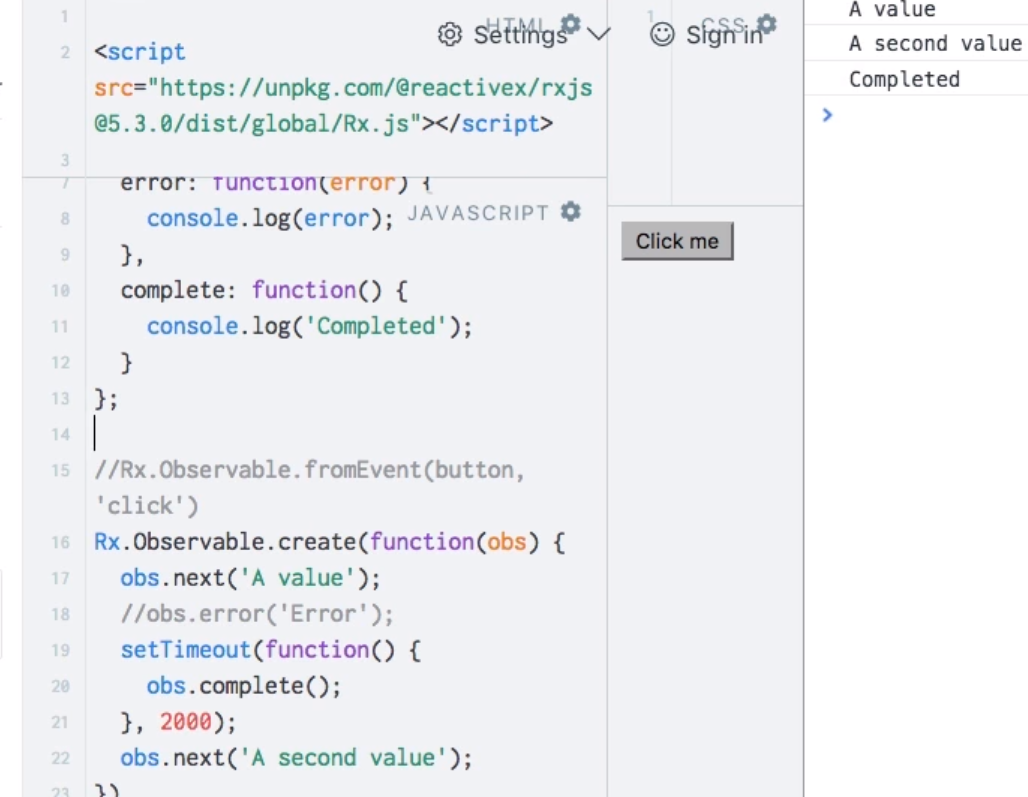 HTML
Settings
1
2 <script
src="https://unpkg.com/@reactivex/rxjs
@5.3.0/dist/global/Rx.js"></script>
3
1 CSS
Sign in
7 error: function(error) {
8 console.log(error);
JAVASCRIPT
9 },
10 complete: function() {
11 console.log('Completed');
12 }
13 };
14
15 //Rx.Observable.fromEvent(button,
'click')
16 Rx.Observable.create(function(obs) {
17 obs.next('A value');
18 //obs.error('Error');
19 setTimeout(function() {
20 obs.complete();
21 }, 2000);
22 obs.next('A second value');
23 })
Click me
A value
A second value
Completed